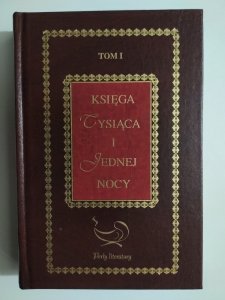 TOM I
KSIĘGA
TYSIĄCA
I
JEDNEJ
NOCY
Perły literatury